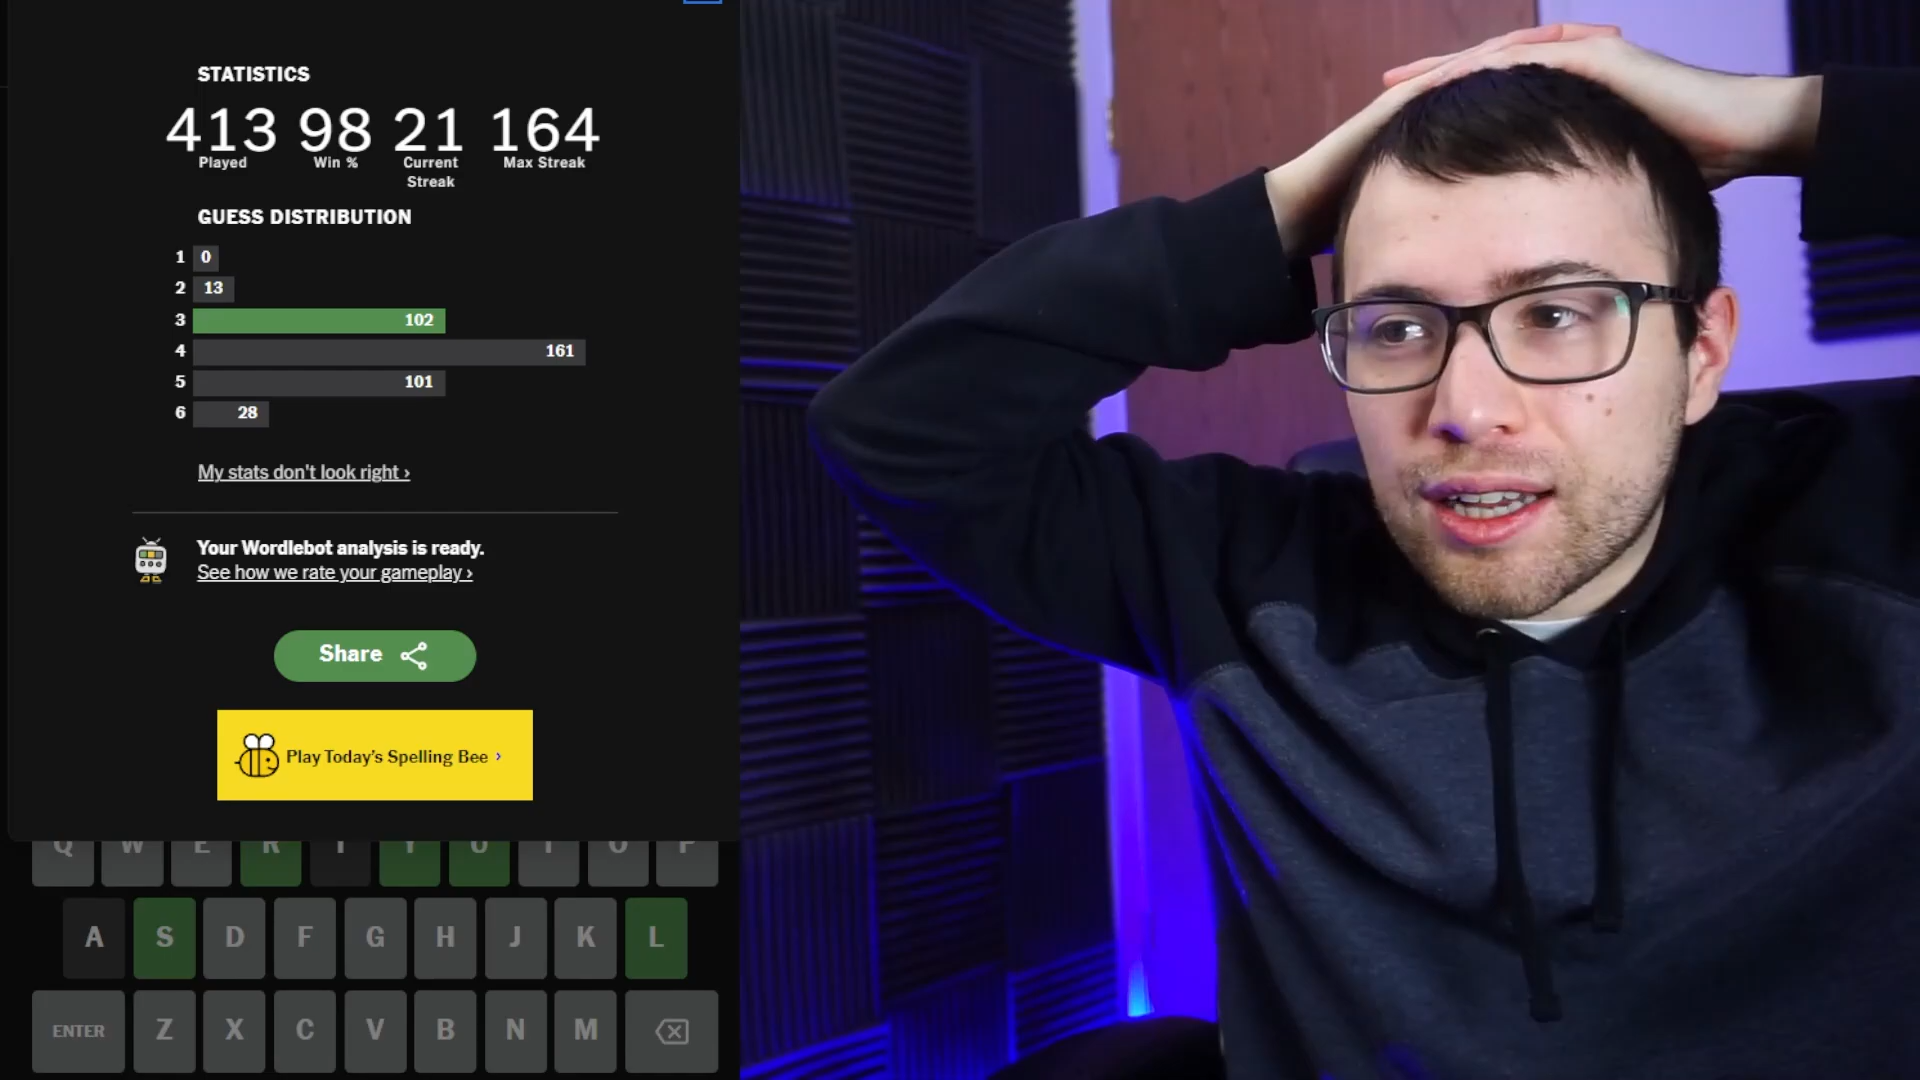 STATISTICS
413 98 21 164
Played Win % Current Streak Max Streak
GUESS DISTRIBUTION
1 0
2 13
3 102
4 161
5 101
6 28
My stats don't look right ›
Your Wordlebot analysis is ready.
See how we rate your gameplay ›
Share
Play Today's Spelling Bee ›
Q W E R T Y U I O P
A S D F G H J K L
ENTER Z X C V B N M